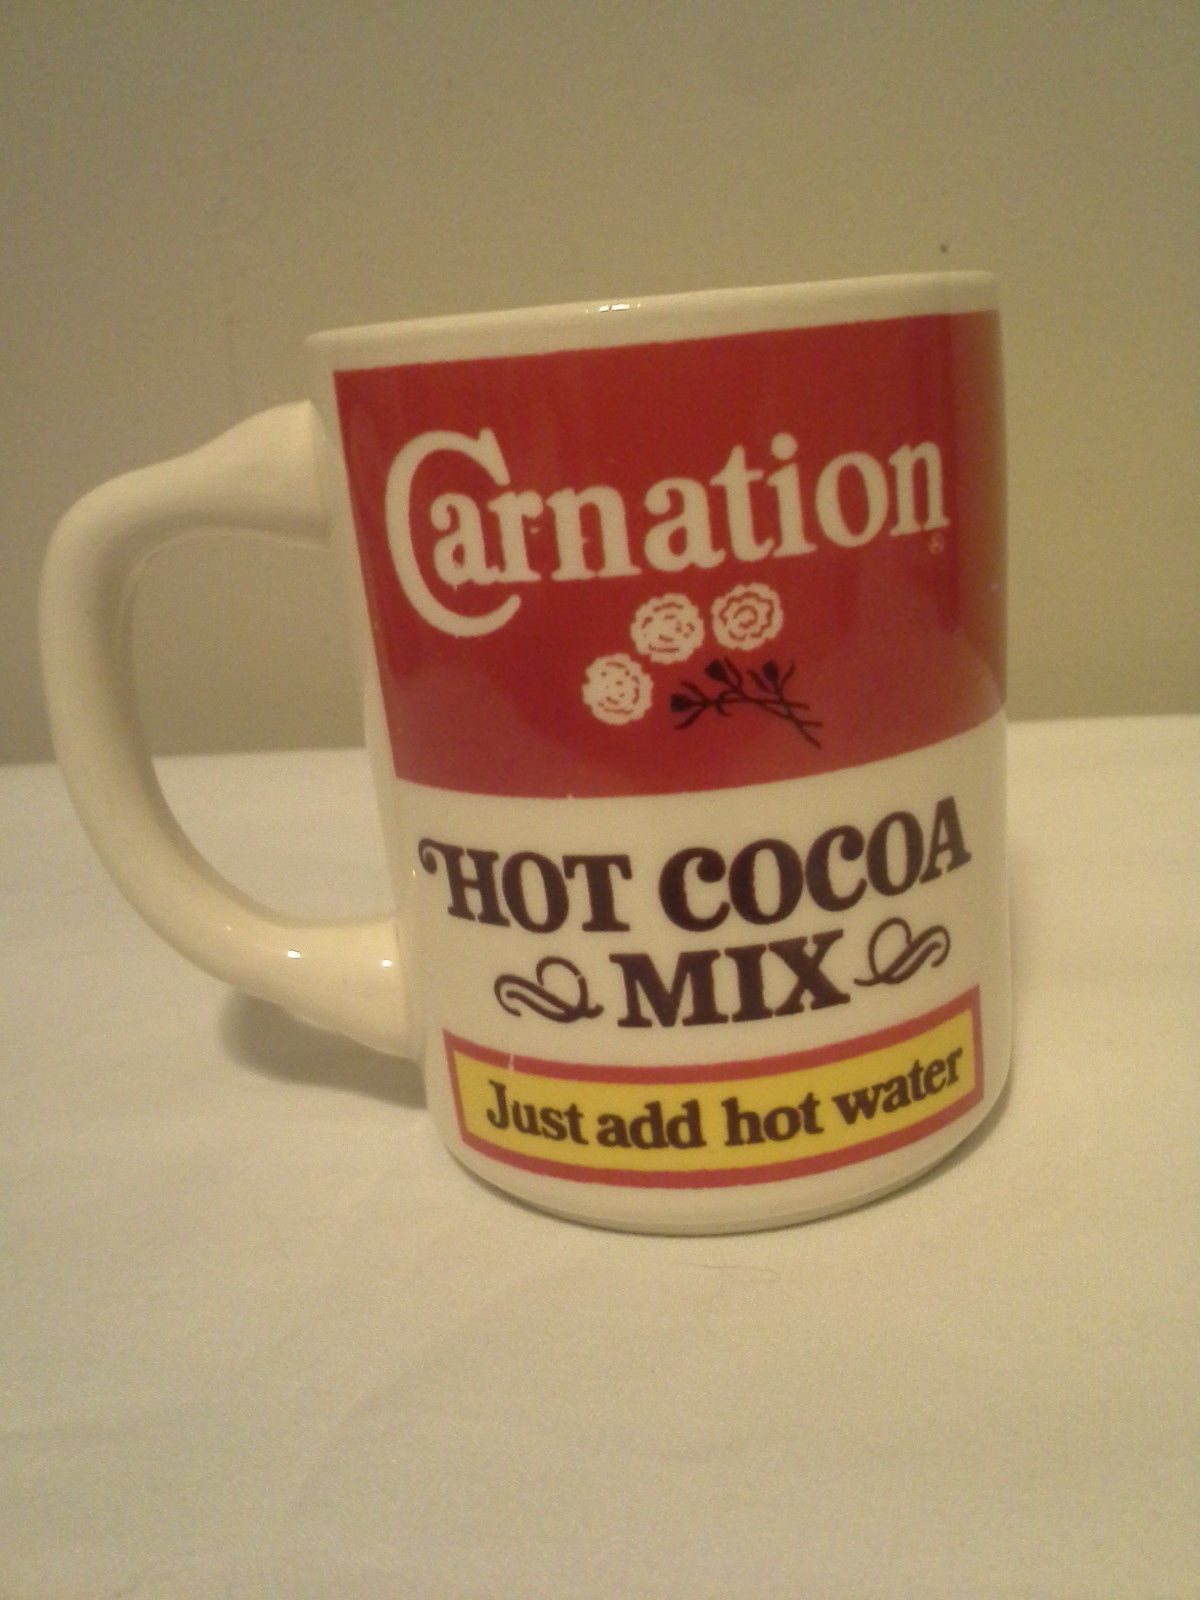 Carnation®
HOT COCOA
MIX
Just add hot water